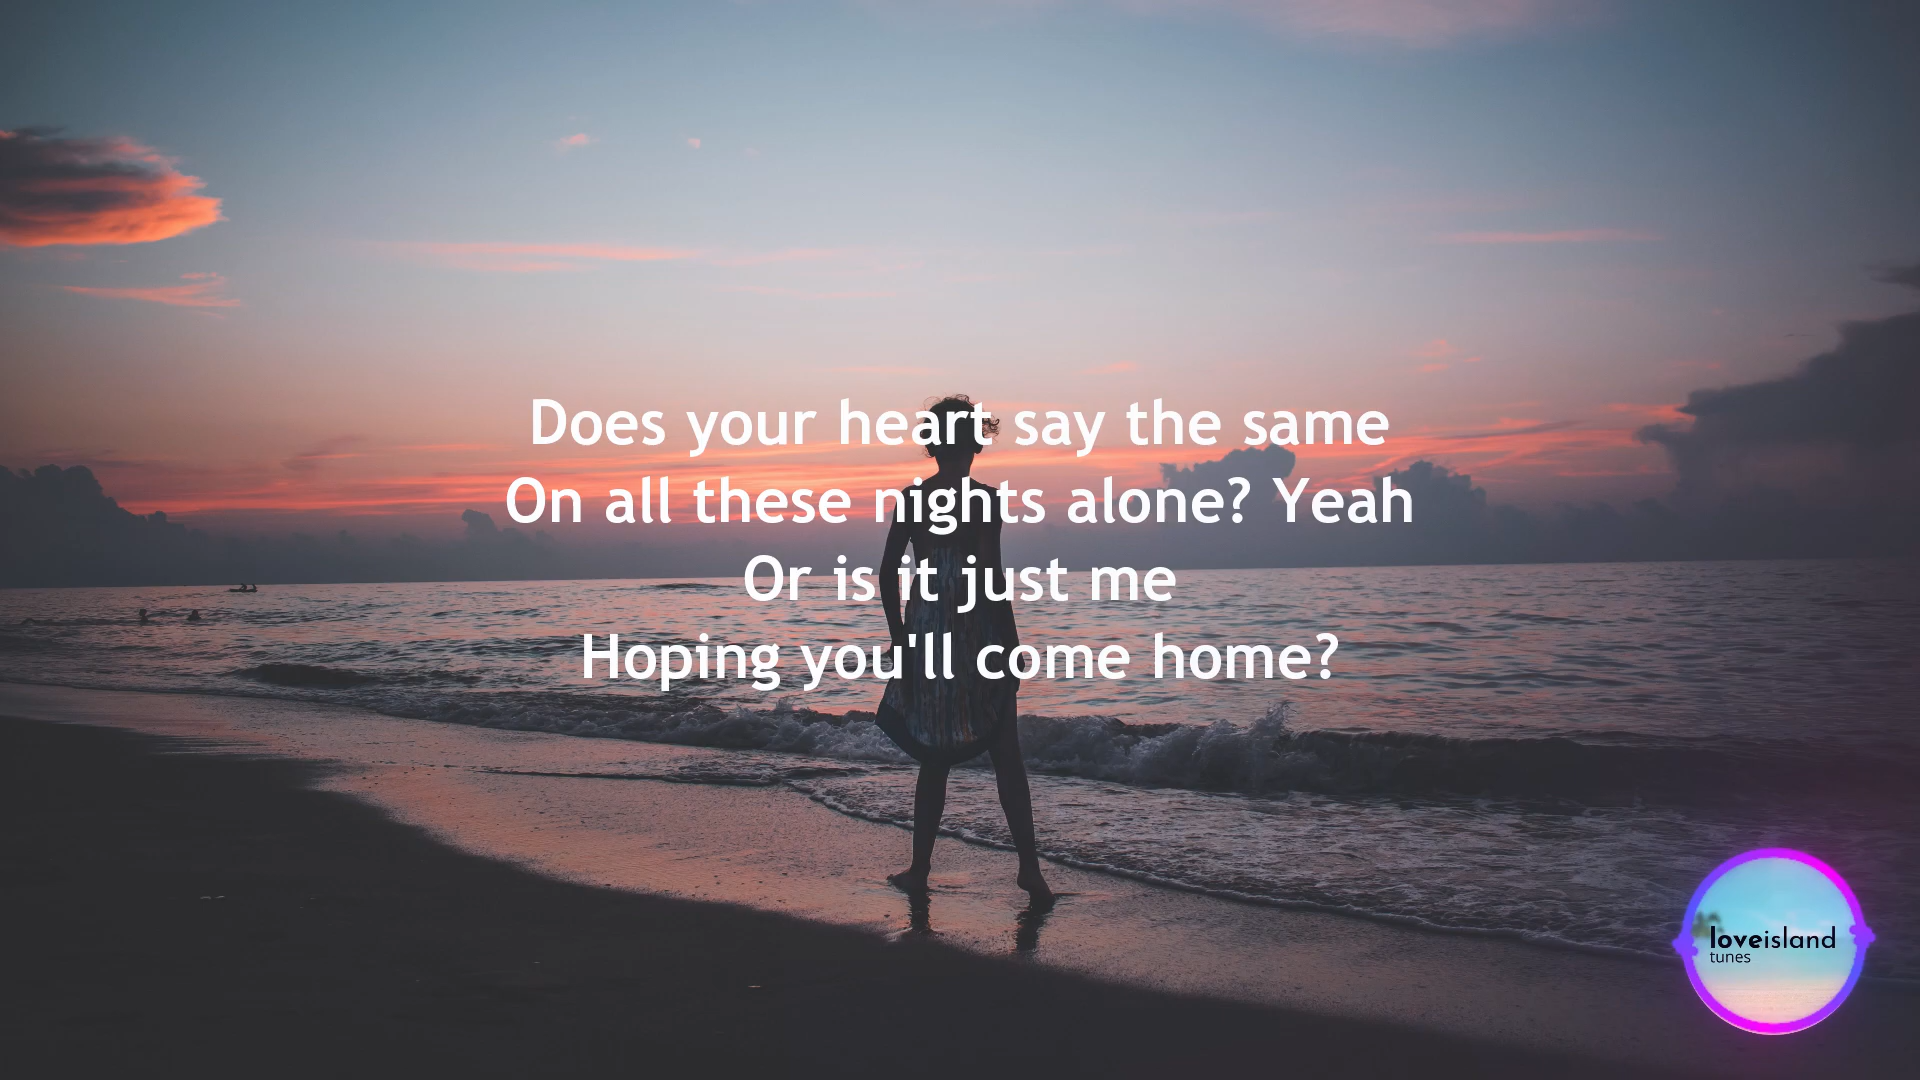 Does your heart say the same
On all these nights alone? Yeah
Or is it just me
Hoping you'll come home?
loveisland
tunes